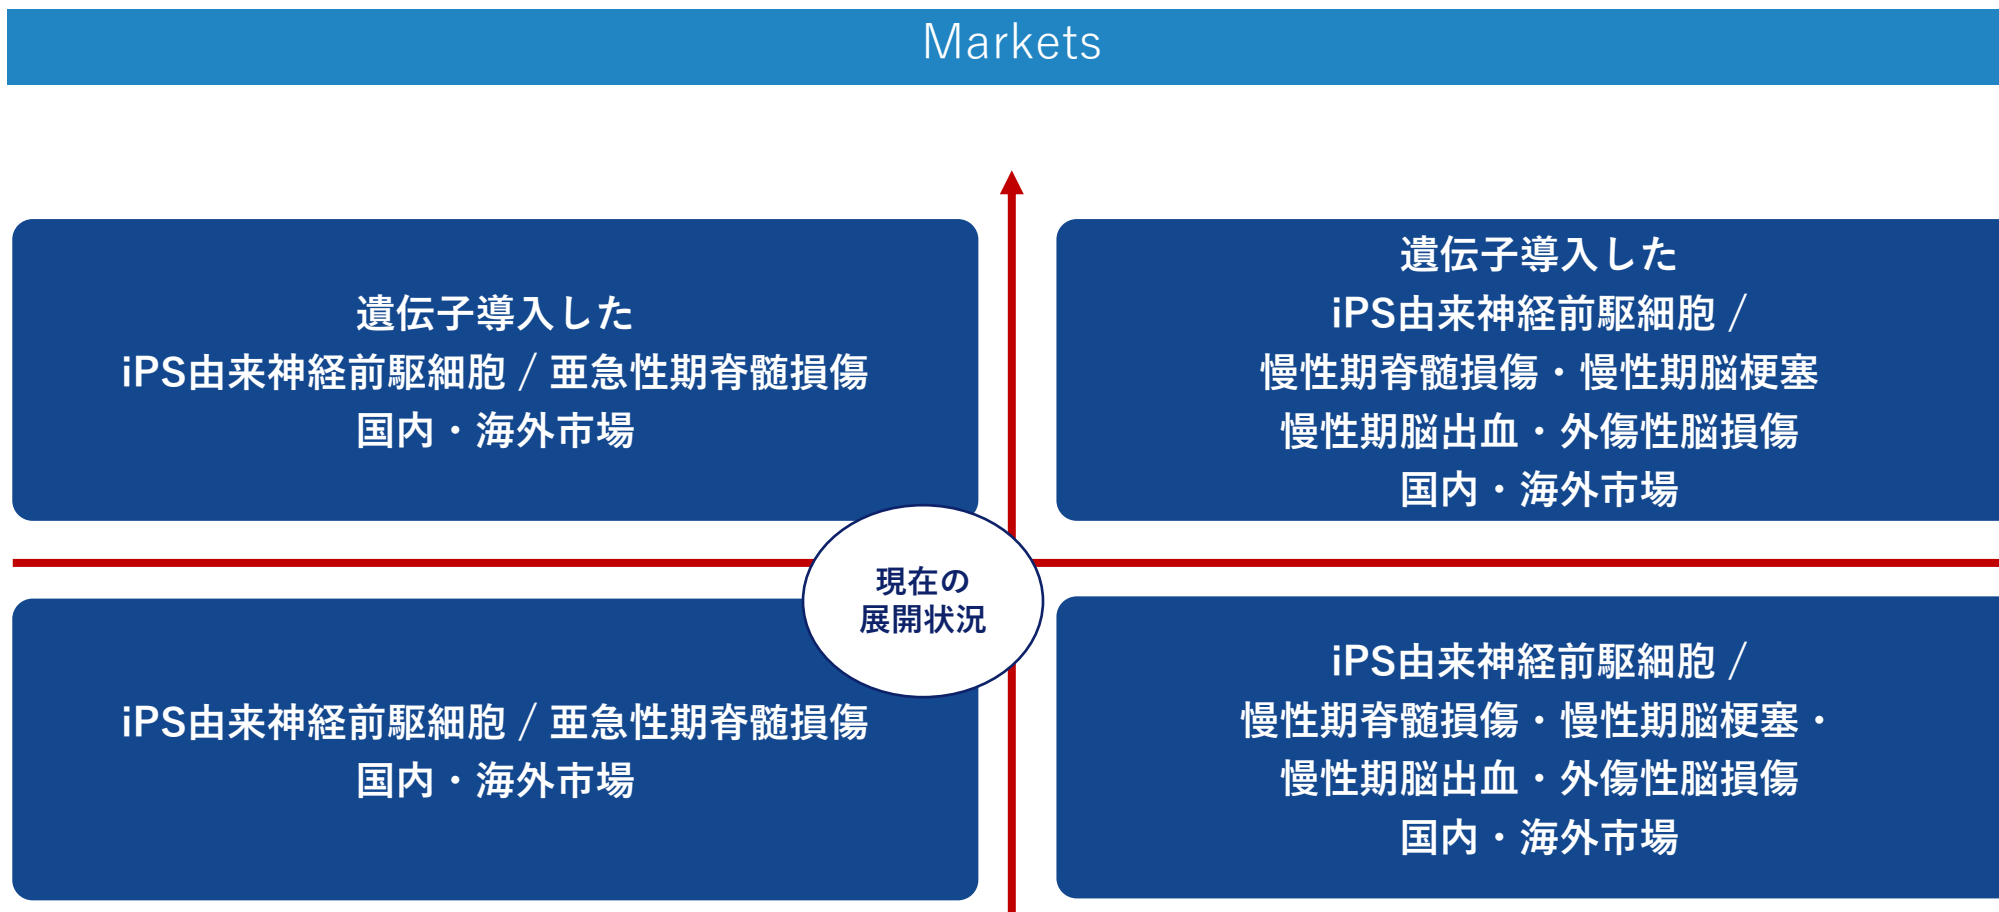 Markets
遺伝子導入した
iPS由来神経前駆細胞 / 亜急性期脊髄損傷
国内・海外市場
遺伝子導入した
iPS由来神経前駆細胞 /
慢性期脊髄損傷・慢性期脳梗塞
慢性期脳出血・外傷性脳損傷
国内・海外市場
現在の
展開状況
iPS由来神経前駆細胞 / 亜急性期脊髄損傷
国内・海外市場
iPS由来神経前駆細胞 /
慢性期脊髄損傷・慢性期脳梗塞・
慢性期脳出血・外傷性脳損傷
国内・海外市場